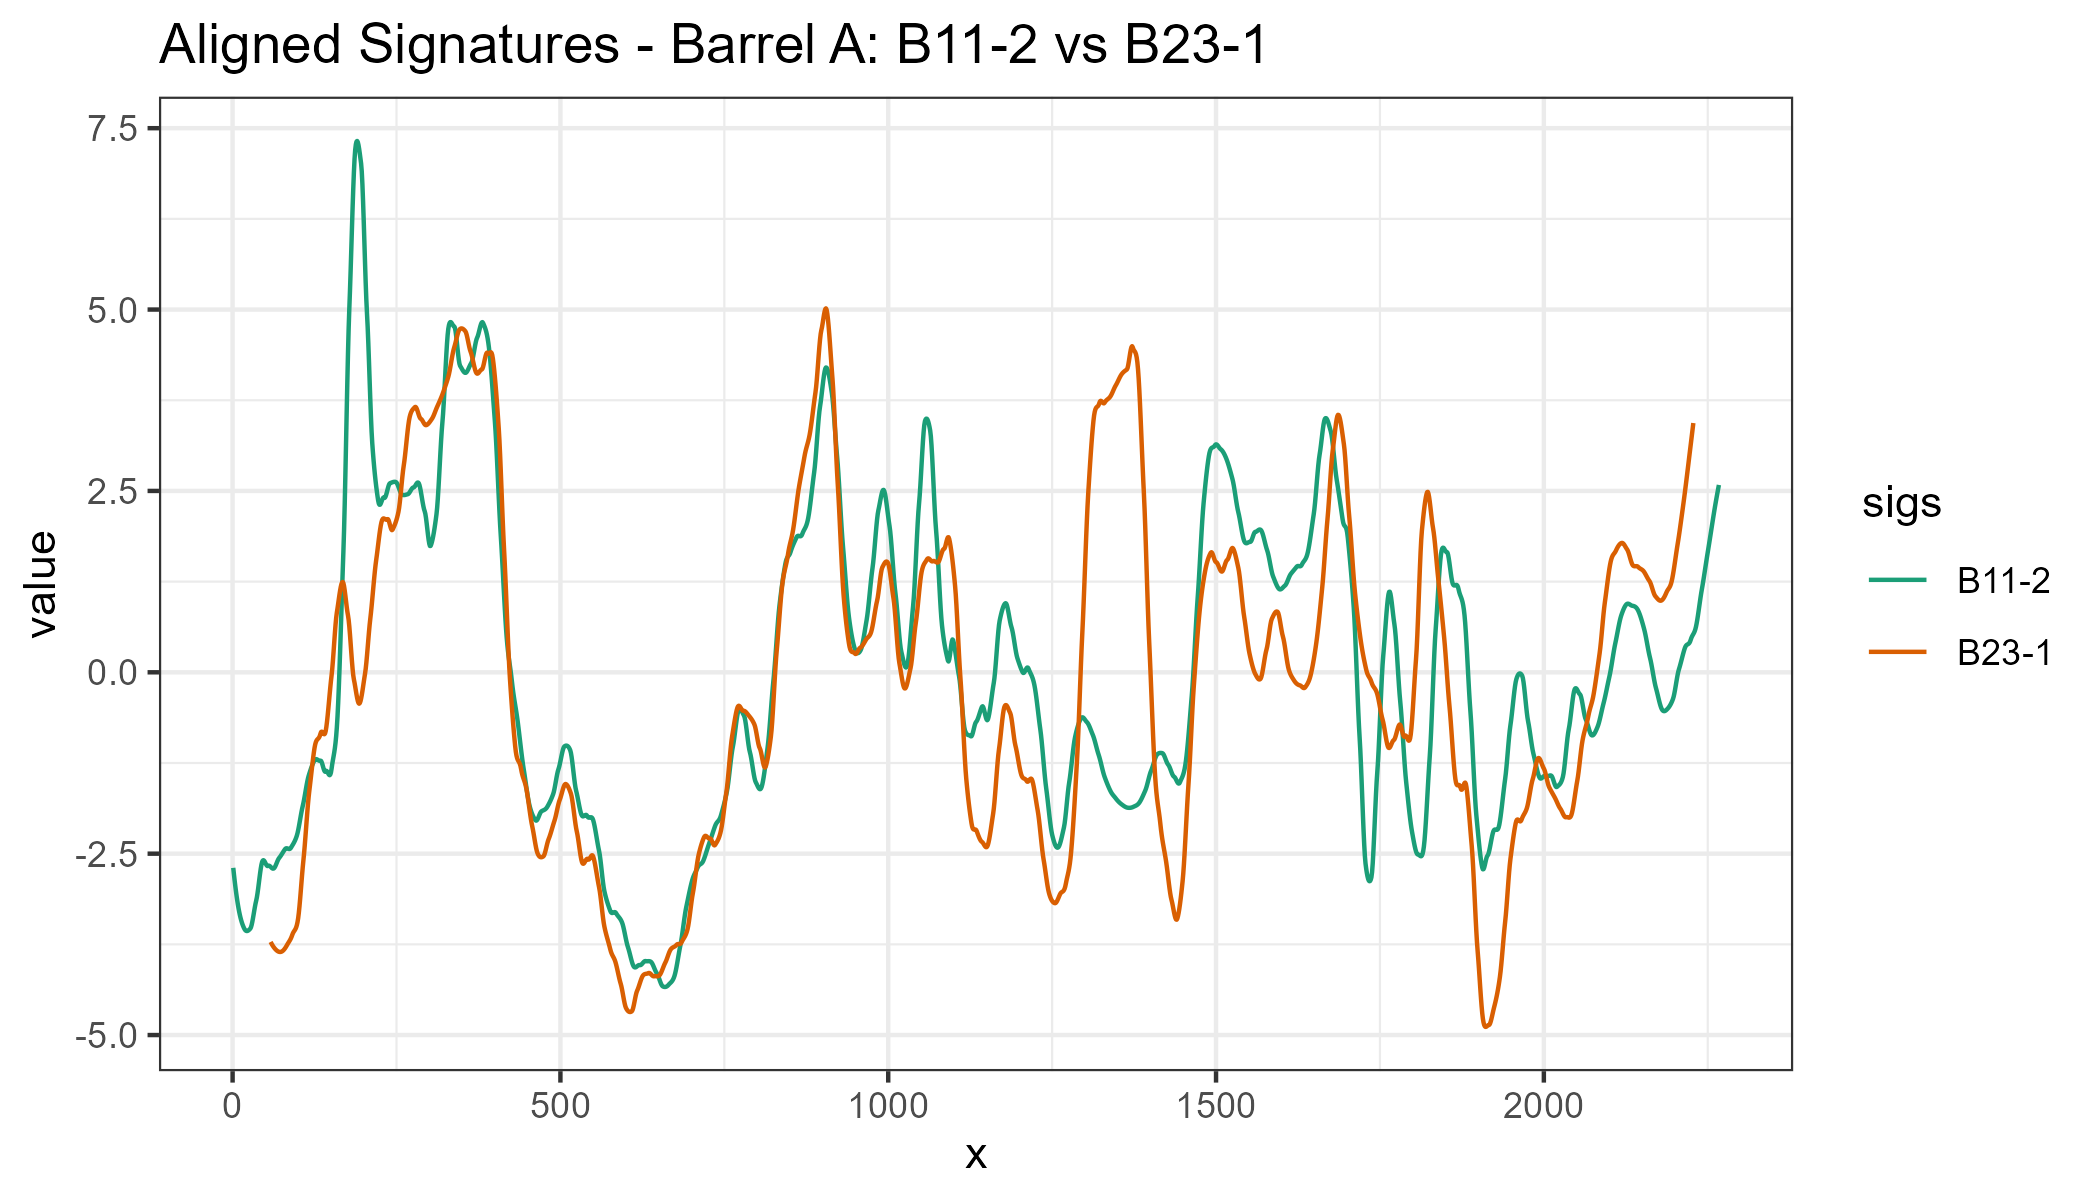 Aligned Signatures - Barrel A: B11-2 vs B23-1
7.5
5.0
2.5
0.0
-2.5
-5.0
value
0 500 1000 1500 2000
x
sigs
B11-2
B23-1